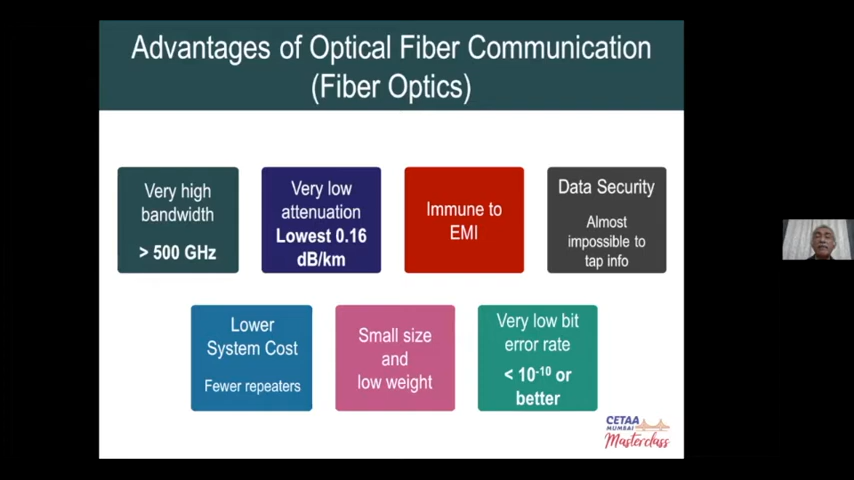 Advantages of Optical Fiber Communication
(Fiber Optics)
Very high
bandwidth
> 500 GHz
Very low
attenuation
Lowest 0.16
dB/km
Immune to
EMI
Data Security
Almost
impossible to
tap info
Lower
System Cost
Fewer repeaters
Small size
and
low weight
Very low bit
error rate
< 10⁻¹⁰ or
better
CETAA
MUMBAI
Masterclass